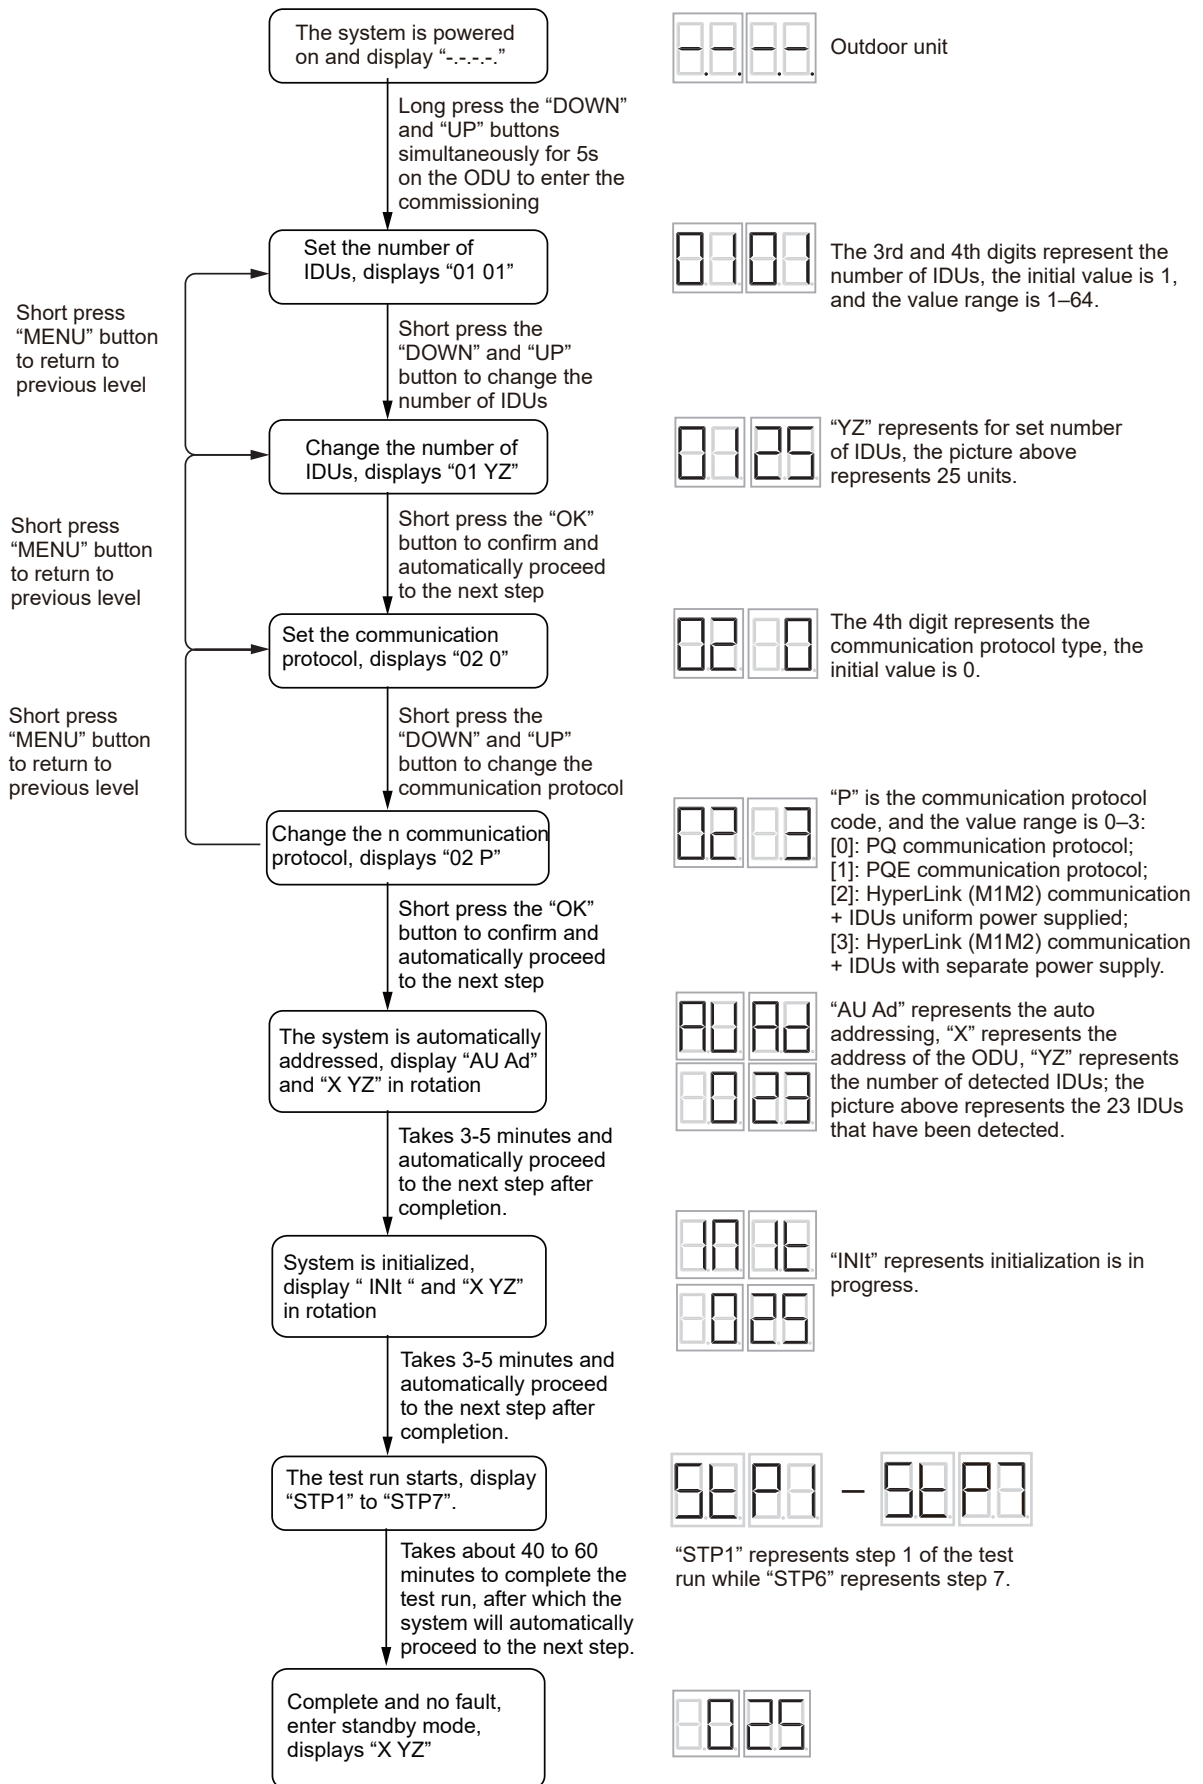 The system is powered
on and display “-.-.-.-.”
-.-.-.-.
Outdoor unit
Long press the “DOWN”
and “UP” buttons
simultaneously for 5s
on the ODU to enter the
commissioning
Set the number of
IDUs, displays “01 01”
0101
The 3rd and 4th digits represent the
number of IDUs, the initial value is 1,
and the value range is 1–64.
Short press
“MENU” button
to return to
previous level
Short press the
“DOWN” and “UP”
button to change the
number of IDUs
Change the number of
IDUs, displays “01 YZ”
0125
“YZ” represents for set number
of IDUs, the picture above
represents 25 units.
Short press
“MENU” button
to return to
previous level
Short press the “OK”
button to confirm and
automatically proceed
to the next step
Set the communication
protocol, displays “02 0”
02 0
The 4th digit represents the
communication protocol type, the
initial value is 0.
Short press
“MENU” button
to return to
previous level
Short press the
“DOWN” and “UP”
button to change the
communication protocol
Change the n communication
protocol, displays “02 P”
02 3
“P” is the communication protocol
code, and the value range is 0–3:
[0]: PQ communication protocol;
[1]: PQE communication protocol;
[2]: HyperLink (M1M2) communication
+ IDUs uniform power supplied;
[3]: HyperLink (M1M2) communication
+ IDUs with separate power supply.
Short press the “OK”
button to confirm and
automatically proceed
to the next step
The system is automatically
addressed, display “AU Ad”
and “X YZ” in rotation
AU Ad
023
“AU Ad” represents the auto
addressing, “X” represents the
address of the ODU, “YZ” represents
the number of detected IDUs; the
picture above represents the 23 IDUs
that have been detected.
Takes 3-5 minutes and
automatically proceed
to the next step after
completion.
System is initialized,
display “ INIt “ and “X YZ”
in rotation
INIt
025
“INIt” represents initialization is in
progress.
Takes 3-5 minutes and
automatically proceed
to the next step after
completion.
The test run starts, display
“STP1” to “STP7”.
StP1 – StP7
“STP1” represents step 1 of the test
run while “STP6” represents step 7.
Takes about 40 to 60
minutes to complete the
test run, after which the
system will automatically
proceed to the next step.
Complete and no fault,
enter standby mode,
displays “X YZ”
025